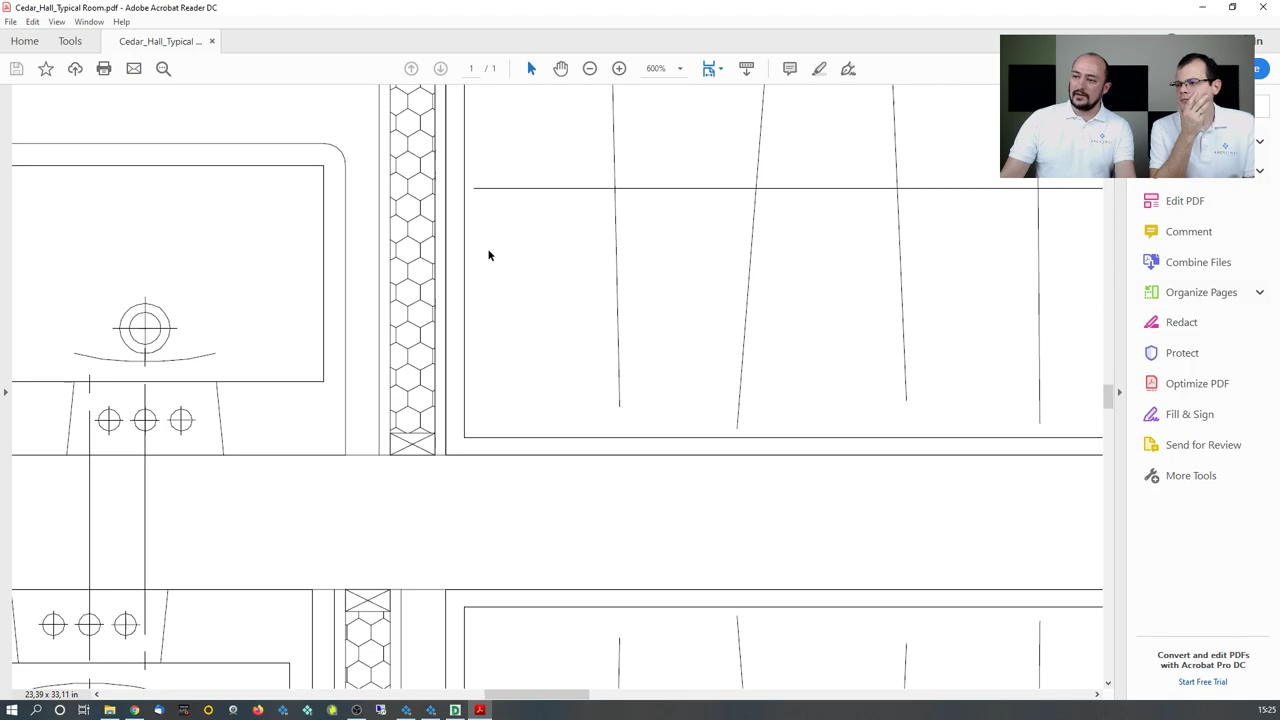 Cedar_Hall_Typical Room.pdf - Adobe Acrobat Reader DC
File Edit View Window Help
Home Tools Cedar_Hall_Typical ... ×
1 / 1 600%
Edit PDF
Comment
Combine Files
Organize Pages
Redact
Protect
Optimize PDF
Fill & Sign
Send for Review
More Tools
Convert and edit PDFs
with Acrobat Pro DC
Start Free Trial
23,39 x 33,11 in
15:25